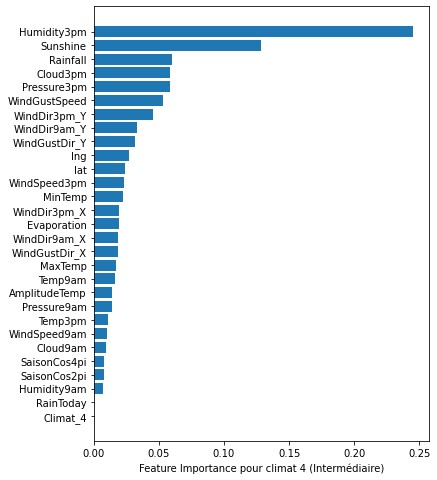 Humidity3pm
Sunshine
Rainfall
Cloud3pm
Pressure3pm
WindGustSpeed
WindDir3pm_Y
WindDir9am_Y
WindGustDir_Y
lng
lat
WindSpeed3pm
MinTemp
WindDir3pm_X
Evaporation
WindDir9am_X
WindGustDir_X
MaxTemp
Temp9am
AmplitudeTemp
Pressure9am
Temp3pm
WindSpeed9am
Cloud9am
SaisonCos4pi
SaisonCos2pi
Humidity9am
RainToday
Climat_4
0.00 0.05 0.10 0.15 0.20 0.25
Feature Importance pour climat 4 (Intermédiaire)